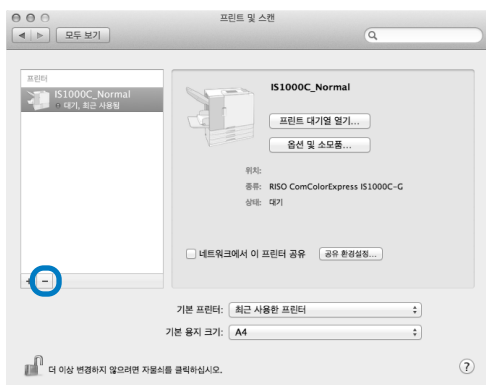 프린트 및 스캔
모두 보기
프린터
IS1000C_Normal
대기, 최근 사용됨
IS1000C_Normal
프린트 대기열 열기...
옵션 및 소모품...
위치:
종류: RISO ComColorExpress IS1000C-G
상태: 대기
네트워크에서 이 프린터 공유 공유 환경설정...
+ −
기본 프린터: 최근 사용한 프린터
기본 용지 크기: A4
더 이상 변경하지 않으려면 자물쇠를 클릭하십시오. ?